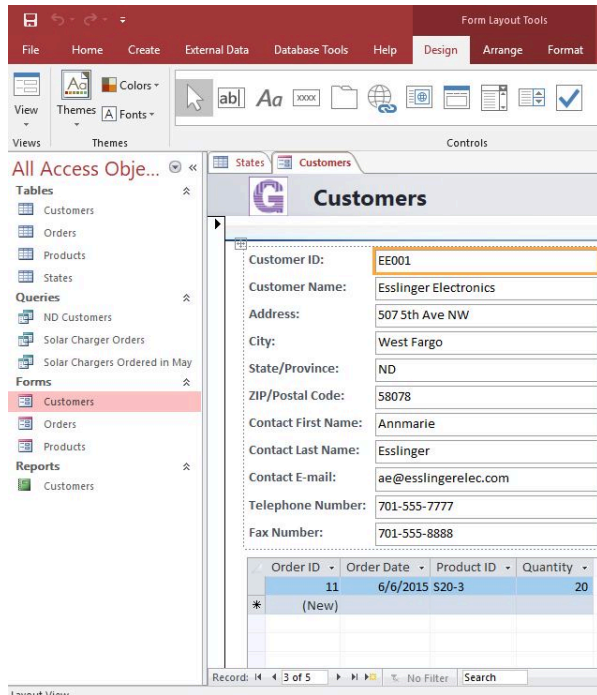 Form Layout Tools
File Home Create External Data Database Tools Help Design Arrange Format
View Themes Aa Colors A Fonts ab| Aa xxxx
Views Themes Controls
All Access Obje... «
Tables
Customers
Orders
Products
States
Queries
ND Customers
Solar Charger Orders
Solar Chargers Ordered in May
Forms
Customers
Orders
Products
Reports
Customers
States Customers
G Customers
Customer ID: EE001
Customer Name: Esslinger Electronics
Address: 507 5th Ave NW
City: West Fargo
State/Province: ND
ZIP/Postal Code: 58078
Contact First Name: Annmarie
Contact Last Name: Esslinger
Contact E-mail: ae@esslingerelec.com
Telephone Number: 701-555-7777
Fax Number: 701-555-8888
Order ID Order Date Product ID Quantity
11 6/6/2015 S20-3 20
* (New)
Record: 3 of 5 No Filter Search
Layout View